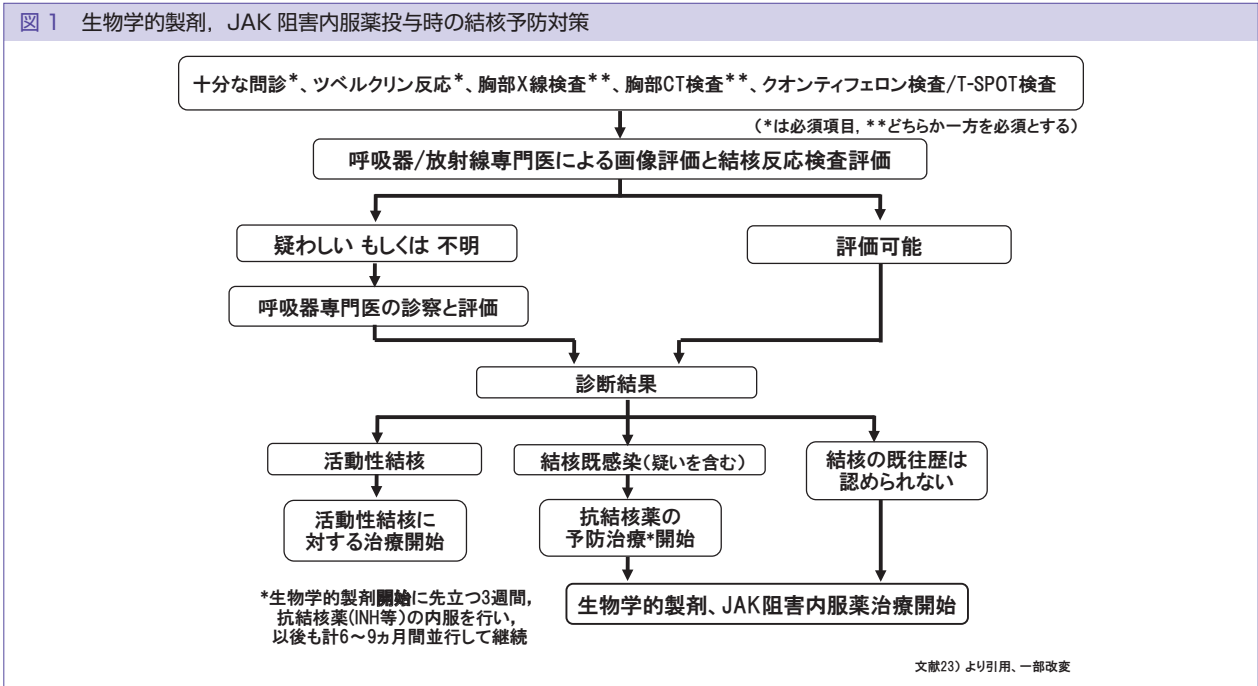 図 1　生物学的製剤，JAK 阻害内服薬投与時の結核予防対策
十分な問診*、ツベルクリン反応*、胸部X線検査**、胸部CT検査**、クオンティフェロン検査/T-SPOT検査
（*は必須項目，**どちらか一方を必須とする）
呼吸器/放射線専門医による画像評価と結核反応検査評価
疑わしい もしくは 不明
評価可能
呼吸器専門医の診察と評価
診断結果
活動性結核
結核既感染（疑いを含む）
結核の既往歴は
認められない
活動性結核に
対する治療開始
抗結核薬の
予防治療*開始
*生物学的製剤開始に先立つ3週間，
抗結核薬(INH等）の内服を行い，
以後も計6～9ヵ月間並行して継続
生物学的製剤、JAK阻害内服薬治療開始
文献23）より引用、一部改変